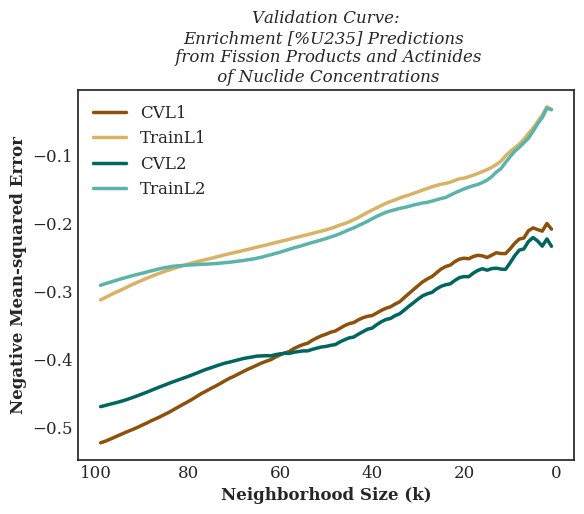 Validation Curve:
Enrichment [%U235] Predictions
from Fission Products and Actinides
of Nuclide Concentrations
CVL1
TrainL1
CVL2
TrainL2
Negative Mean-squared Error
−0.1
−0.2
−0.3
−0.4
−0.5
100 80 60 40 20 0
Neighborhood Size (k)